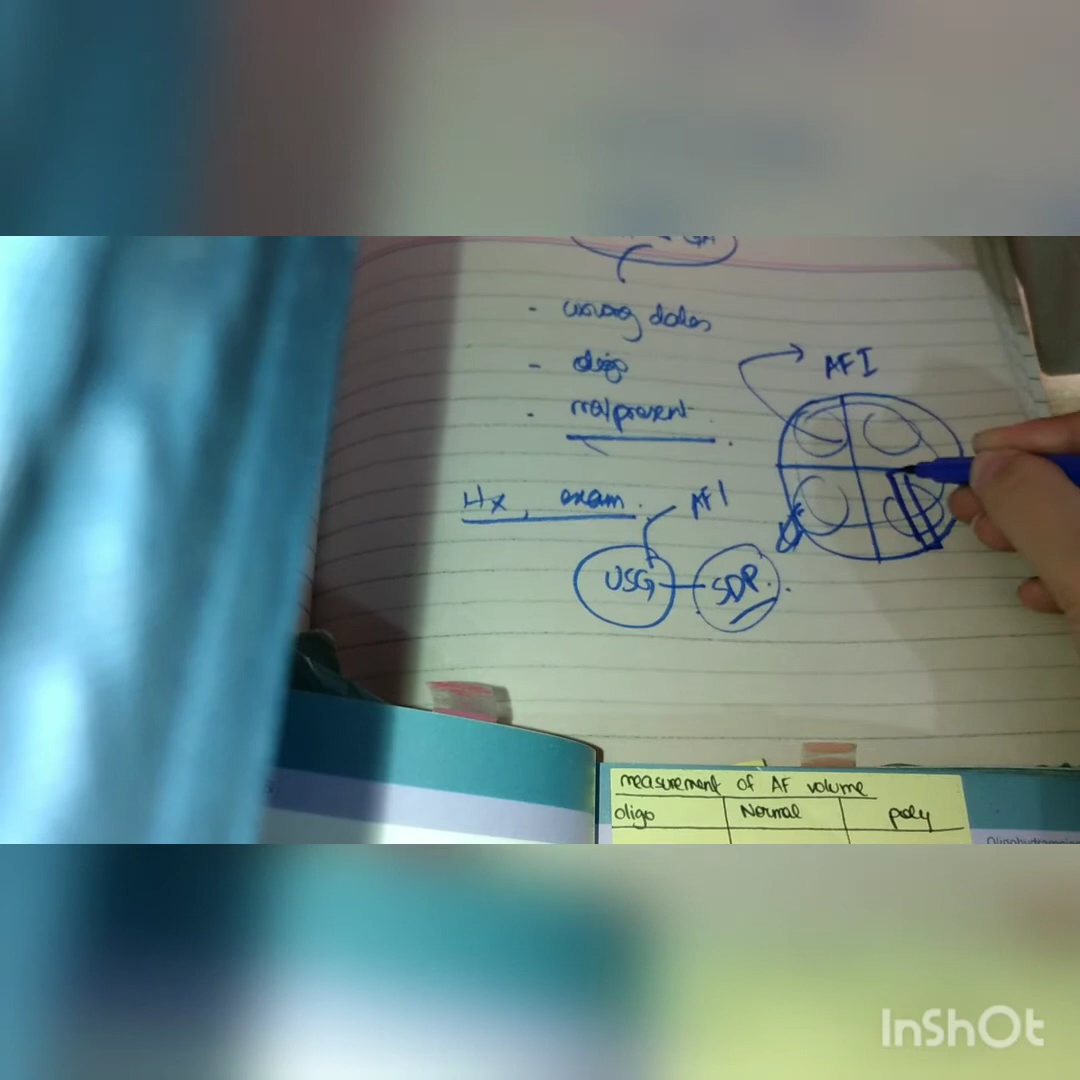 - wrong dates
- oligo
- malpresent.
AFI
Hx, exam. AFI
USG - SDP.
measurement of AF volume
oligo Normal poly
InShOt